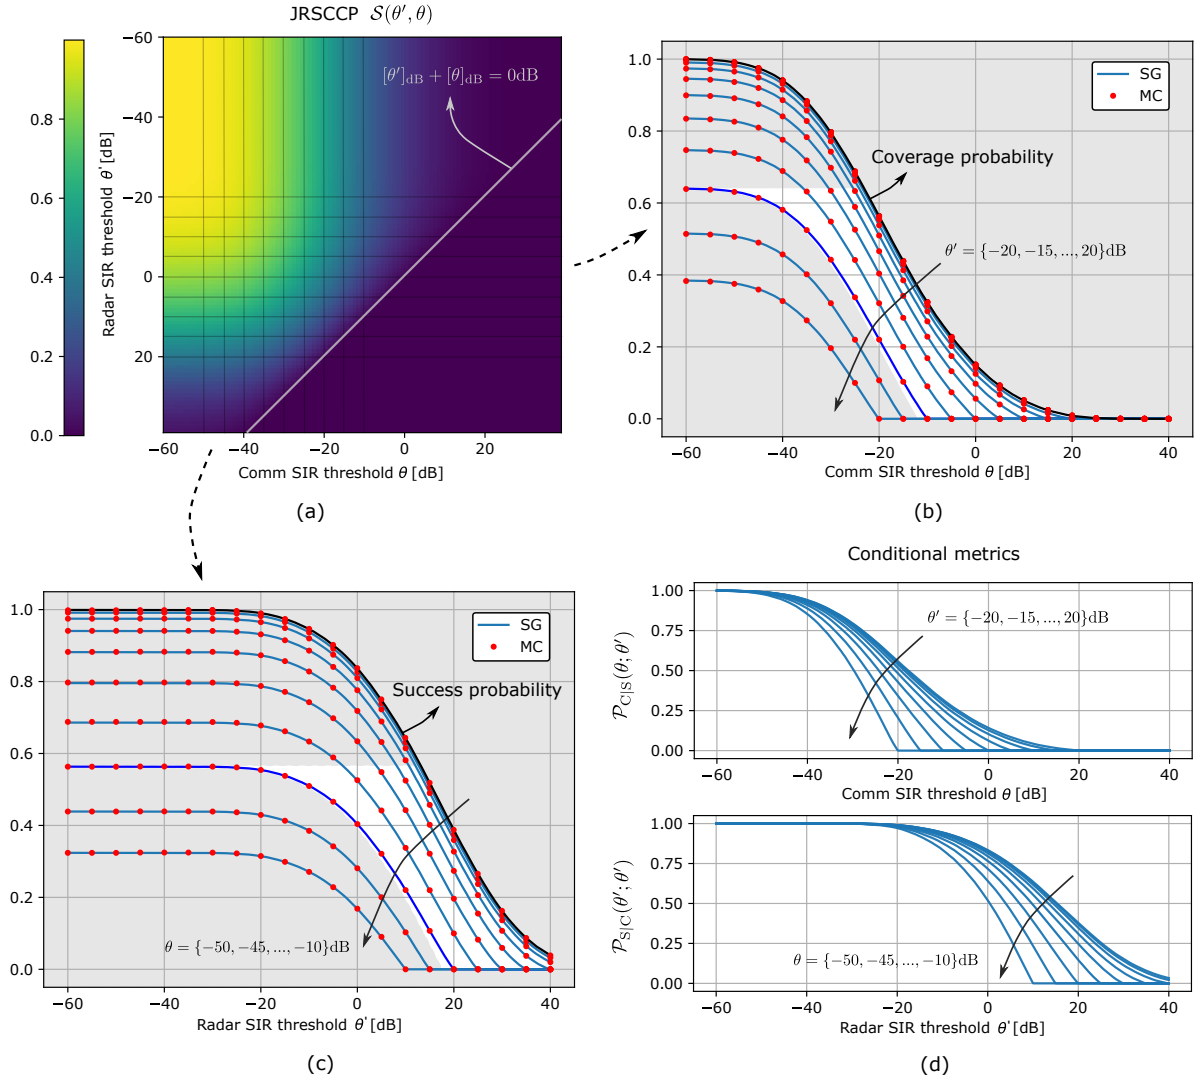 JRSCCP S(θ′, θ)
−60
−40
−20
0
20
Radar SIR threshold θ' [dB]
0.8
0.6
0.4
0.2
0.0
[θ′]dB + [θ]dB = 0dB
−60 −40 −20 0 20
Comm SIR threshold θ [dB]
(a)
1.0
0.8
0.6
0.4
0.2
0.0
SG
MC
Coverage probability
θ′ = {−20, −15, ..., 20}dB
−60 −40 −20 0 20 40
Comm SIR threshold θ [dB]
(b)
1.0
0.8
0.6
0.4
0.2
0.0
SG
MC
Success probability
θ = {−50, −45, ..., −10}dB
−60 −40 −20 0 20 40
Radar SIR threshold θ' [dB]
(c)
Conditional metrics
1.00
0.75
0.50
0.25
0.00
P_C|S(θ; θ′)
θ′ = {−20, −15, ..., 20}dB
−60 −40 −20 0 20 40
Comm SIR threshold θ [dB]
1.00
0.75
0.50
0.25
0.00
P_S|C(θ′; θ′)
θ = {−50, −45, ..., −10}dB
−60 −40 −20 0 20 40
Radar SIR threshold θ' [dB]
(d)